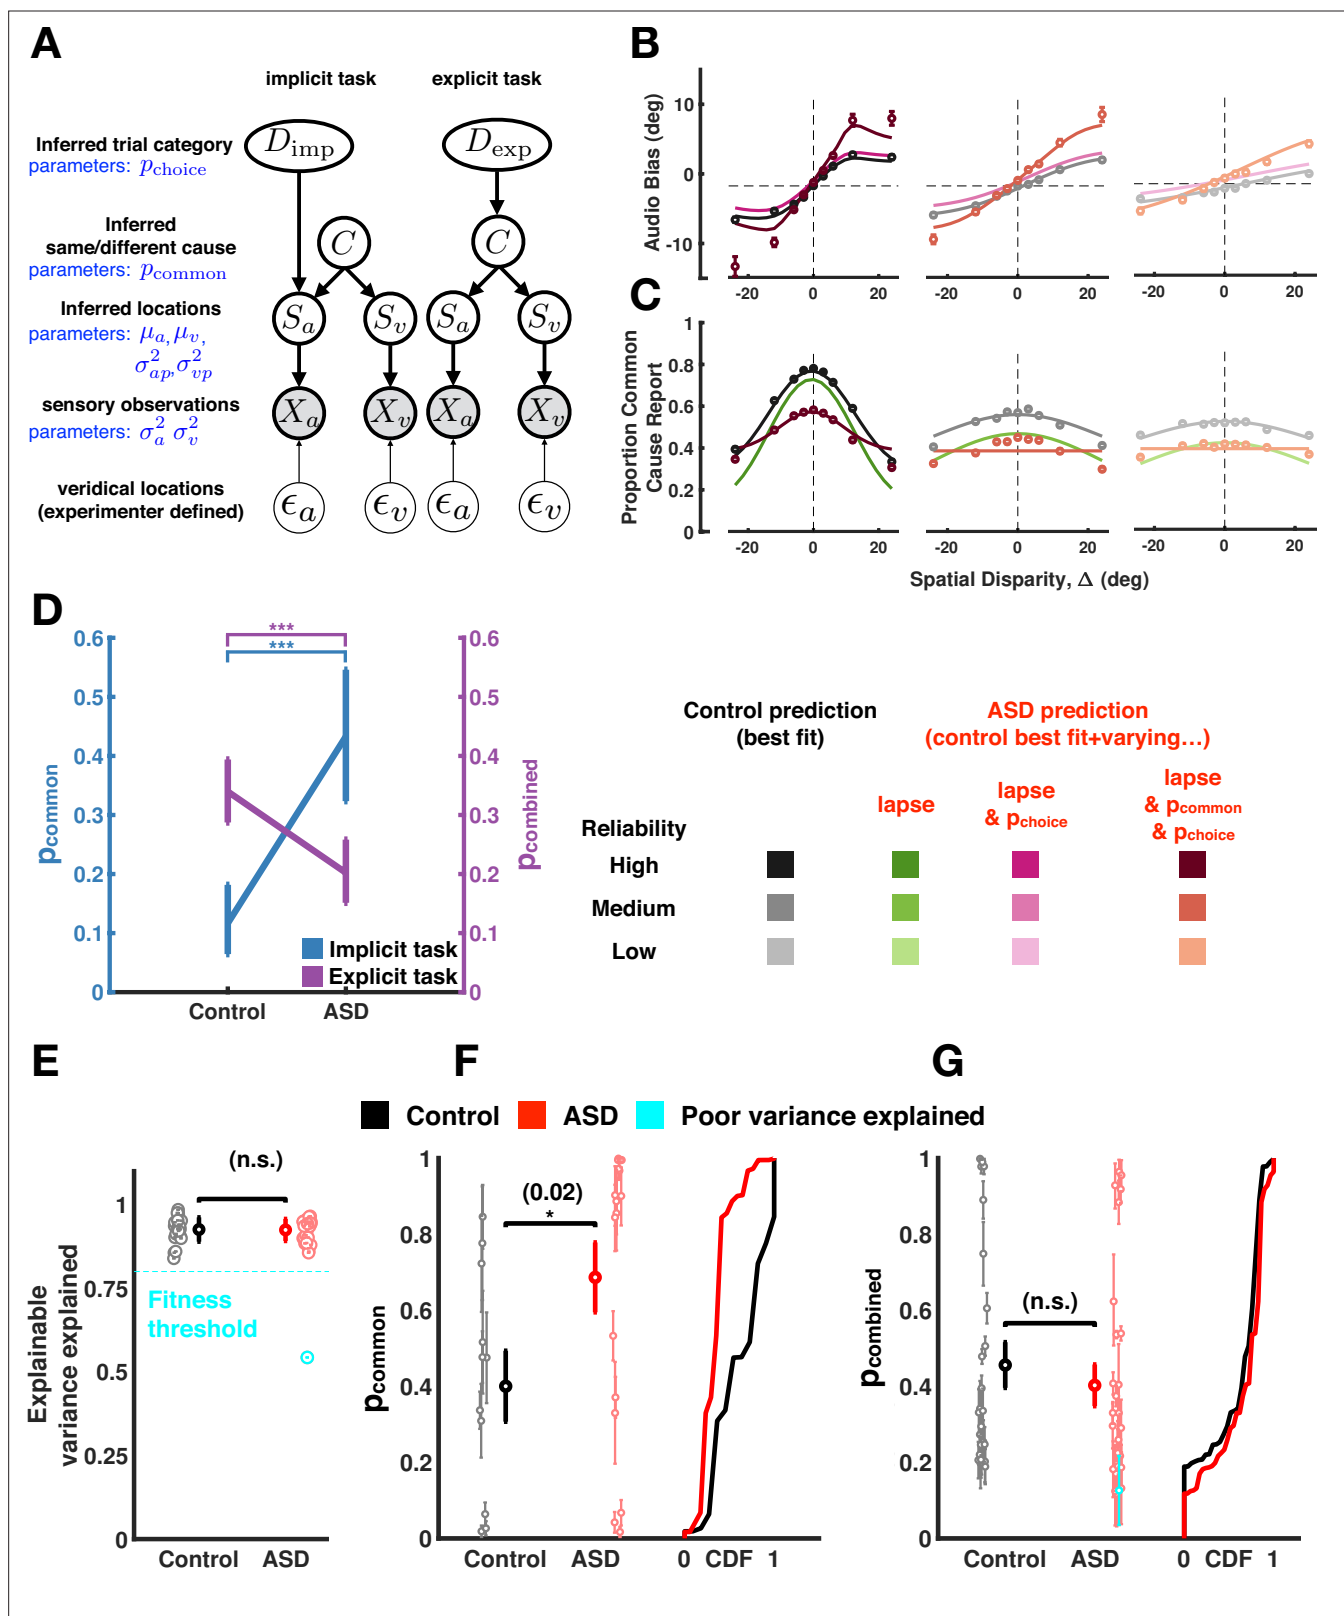 A
implicit task
explicit task
Inferred trial category
parameters: p_choice
D_imp
D_exp
Inferred
same/different cause
parameters: p_common
C
C
Inferred locations
parameters: μ_a, μ_v,
σ²_ap, σ²_vp
S_a
S_v
S_a
S_v
sensory observations
parameters: σ²_a σ²_v
X_a
X_v
X_a
X_v
veridical locations
(experimenter defined)
ϵ_a
ϵ_v
ϵ_a
ϵ_v
B
Audio Bias (deg)
10
0
-10
-20 0 20
-20 0 20
-20 0 20
C
Proportion Common
Cause Report
1
0.8
0.6
0.4
0.2
0
-20 0 20
-20 0 20
-20 0 20
Spatial Disparity, Δ (deg)
D
p_common
0.6
0.5
0.4
0.3
0.2
0.1
0
***
***
Implicit task
Explicit task
Control
ASD
p_combined
0.6
0.5
0.4
0.3
0.2
0.1
0
Control prediction
(best fit)
ASD prediction
(control best fit+varying...)
Reliability
lapse
lapse
& p_choice
lapse
& p_common
& p_choice
High
Medium
Low
Control
ASD
Poor variance explained
E
Explainable
variance explained
1
0.75
0.5
0.25
0
(n.s.)
Fitness
threshold
Control
ASD
F
p_common
1
0.8
0.6
0.4
0.2
0
(0.02)
*
Control
ASD
0 CDF 1
G
p_combined
1
0.8
0.6
0.4
0.2
0
(n.s.)
Control
ASD
0 CDF 1